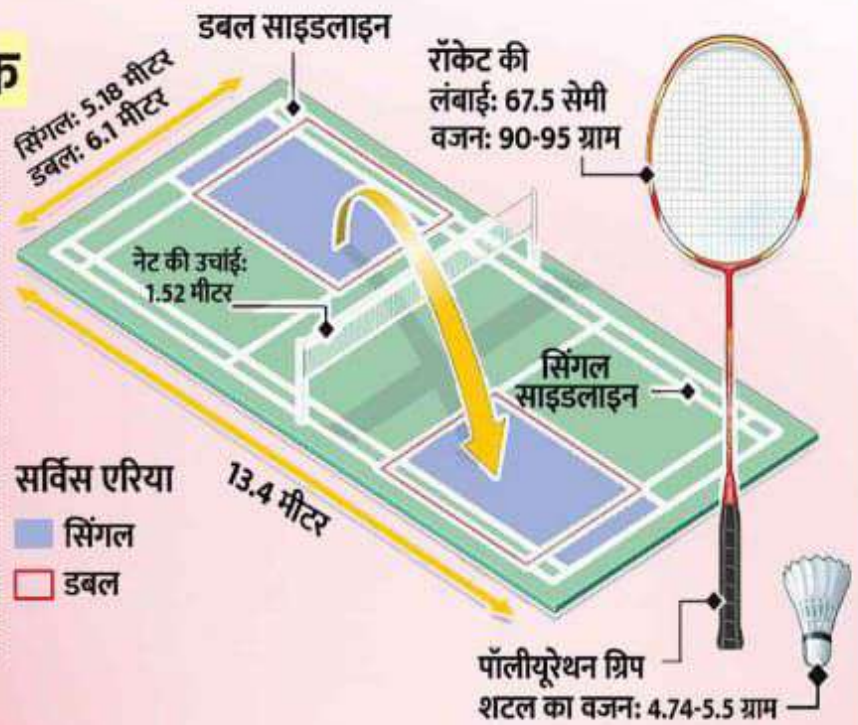 क
डबल साइडलाइन
सिंगल: 5.18 मीटर
डबल: 6.1 मीटर
रॉकेट की
लंबाई: 67.5 सेमी
वजन: 90-95 ग्राम
नेट की उचांई:
1.52 मीटर
सिंगल
साइडलाइन
13.4 मीटर
सर्विस एरिया
सिंगल
डबल
पॉलीयूरेथन ग्रिप
शटल का वजन: 4.74-5.5 ग्राम